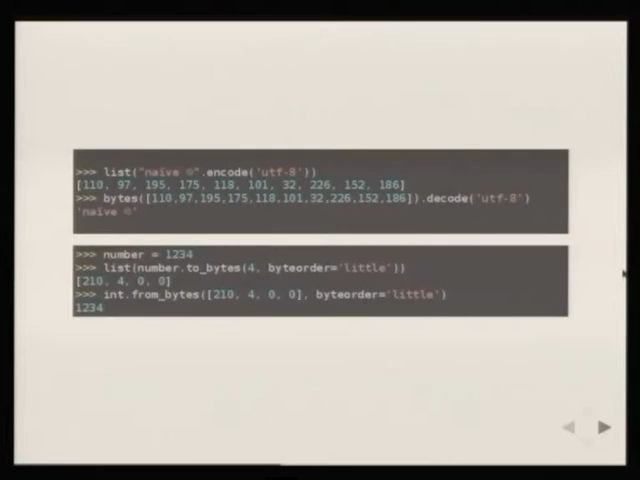 >>> list("naïve ☺".encode('utf-8'))
[110, 97, 195, 175, 118, 101, 32, 226, 152, 186]
>>> bytes([110,97,195,175,118,101,32,226,152,186]).decode('utf-8')
'naïve ☺'
>>> number = 1234
>>> list(number.to_bytes(4, byteorder='little'))
[210, 4, 0, 0]
>>> int.from_bytes([210, 4, 0, 0], byteorder='little')
1234